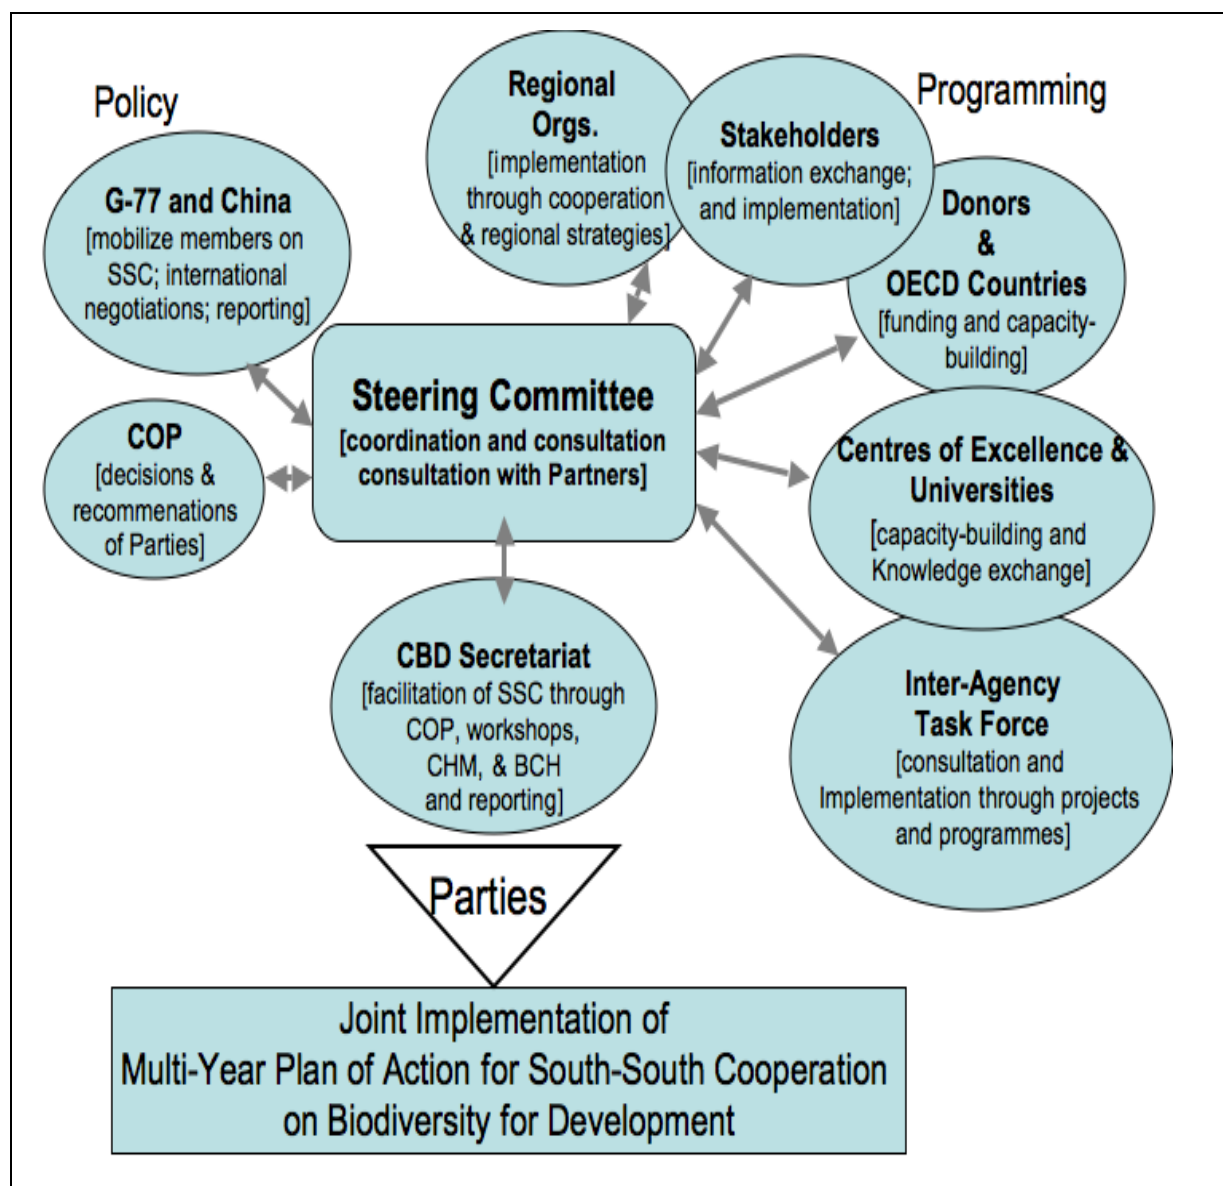 Policy
Programming
Regional
Orgs.
[implementation
through cooperation
& regional strategies]
Stakeholders
[information exchange;
and implementation]
G-77 and China
[mobilize members on
SSC; international
negotiations; reporting]
Donors
&
OECD Countries
[funding and capacity-
building]
Steering Committee
[coordination and consultation
consultation with Partners]
COP
[decisions &
recommenations
of Parties]
Centres of Excellence &
Universities
[capacity-building and
Knowledge exchange]
CBD Secretariat
[facilitation of SSC through
COP, workshops,
CHM, & BCH
and reporting]
Inter-Agency
Task Force
[consultation and
Implementation through projects
and programmes]
Parties
Joint Implementation of
Multi-Year Plan of Action for South-South Cooperation
on Biodiversity for Development